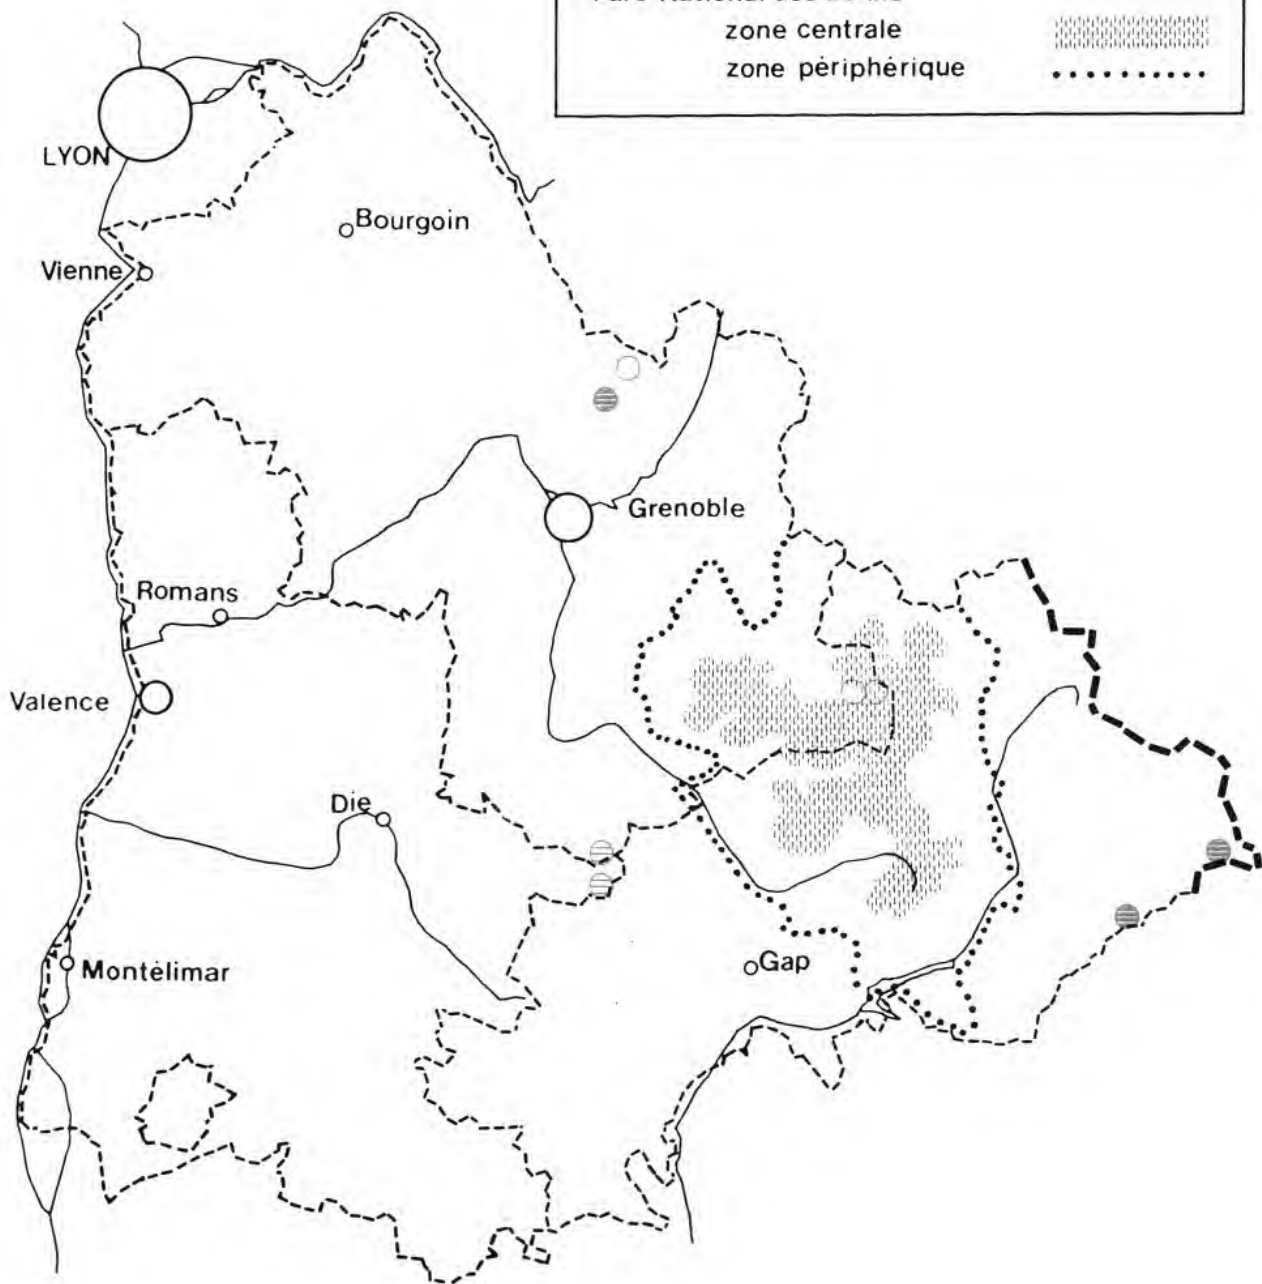 zone centrale
zone périphérique
LYON
Bourgoin
Vienne
Grenoble
Romans
Valence
Die
Gap
Montélimar